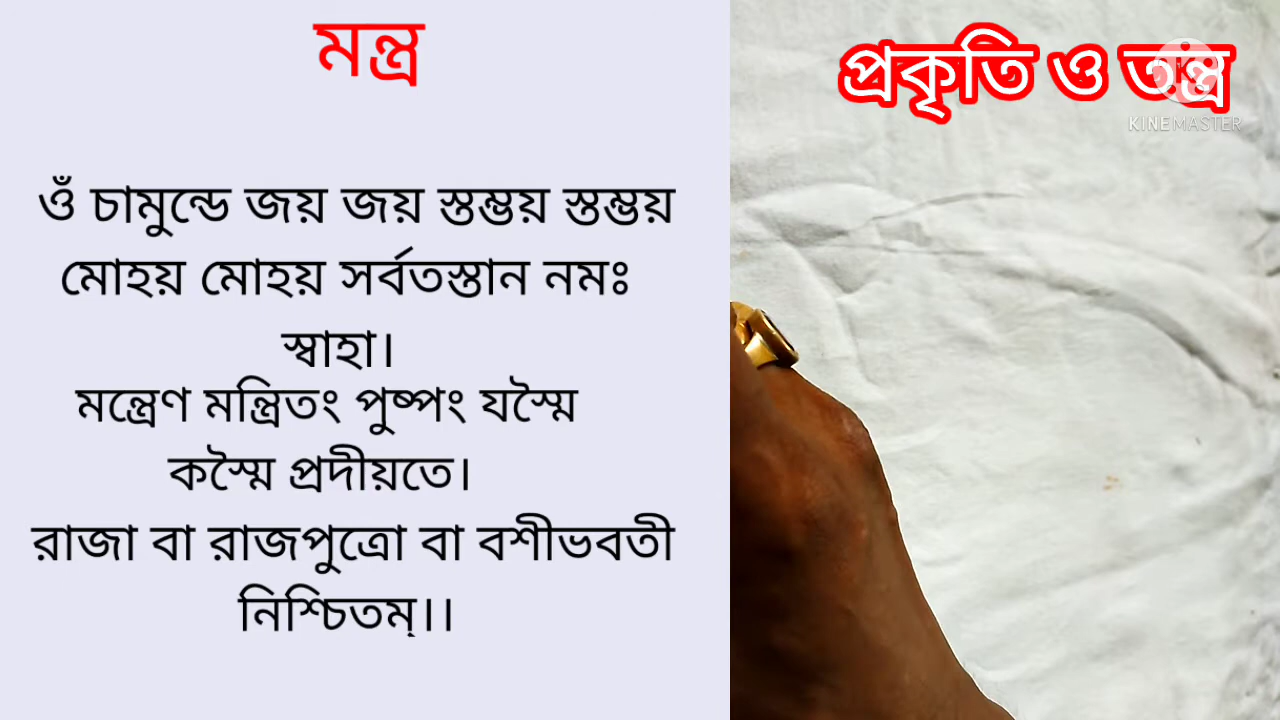 মন্ত্র
ওঁ চামুন্ডে জয় জয় স্তম্ভয় স্তম্ভয়
মোহয় মোহয় সর্বতস্তান নমঃ
স্বাহা।
মন্ত্রেণ মন্ত্রিতং পুষ্পং যস্মৈ
কস্মৈ প্রদীয়তে।
রাজা বা রাজপুত্রো বা বশীভবতী
নিশ্চিতম্।।
প্রকৃতি ও তন্ত্র
KINEMASTER